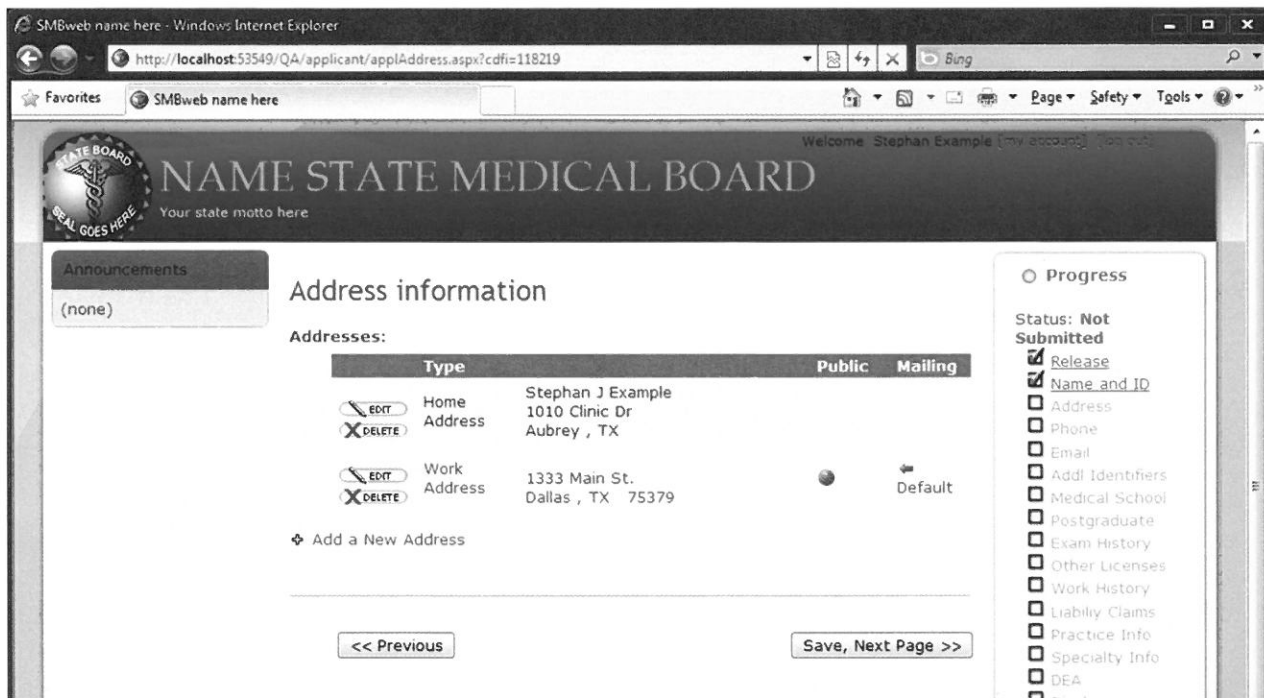 SMBweb name here - Windows Internet Explorer
http://localhost:53549/QA/applicant/applAddress.aspx?cdfi=118219
Bing
Favorites
SMBweb name here
Page Safety Tools
Welcome Stephan Example [my account] [log out]
STATE BOARD
SEAL GOES HERE
NAME STATE MEDICAL BOARD
Your state motto here
Announcements
(none)
Address information
Addresses:
Type Public Mailing
EDIT
DELETE
Home
Address
Stephan J Example
1010 Clinic Dr
Aubrey , TX
EDIT
DELETE
Work
Address
1333 Main St.
Dallas , TX 75379
Default
Add a New Address
<< Previous
Save, Next Page >>
Progress
Status: Not
Submitted
Release
Name and ID
Address
Phone
Email
Addl Identifiers
Medical School
Postgraduate
Exam History
Other Licenses
Work History
Liabiliy Claims
Practice Info
Specialty Info
DEA